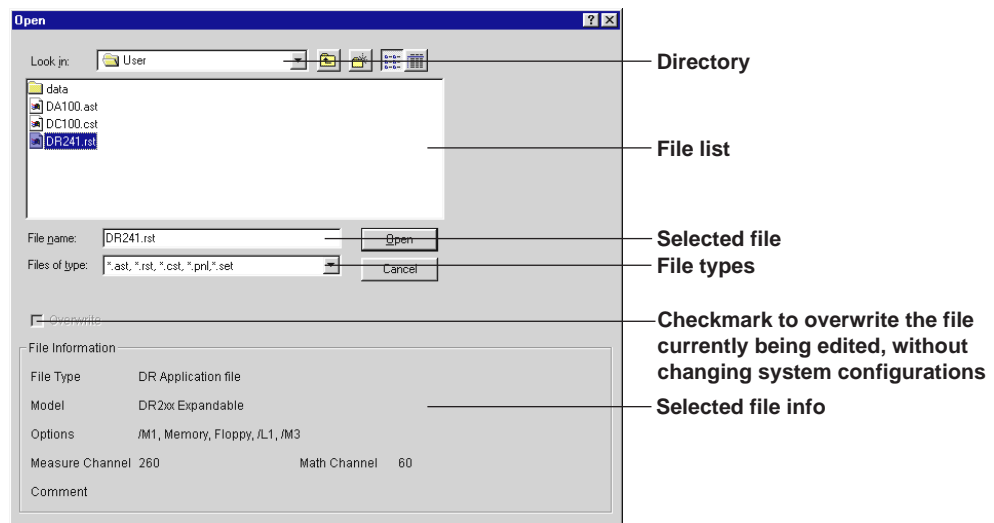 Open
Look in: User
Directory
data
DA100.ast
DC100.cst
DR241.rst
File list
File name: DR241.rst Open
Selected file
Files of type: *.ast, *.rst, *.cst, *.pnl,*.set Cancel
File types
Overwrite
Checkmark to overwrite the file
currently being edited, without
changing system configurations
File Information
File Type DR Application file
Model DR2xx Expandable
Selected file info
Options /M1, Memory, Floppy, /L1, /M3
Measure Channel 260 Math Channel 60
Comment